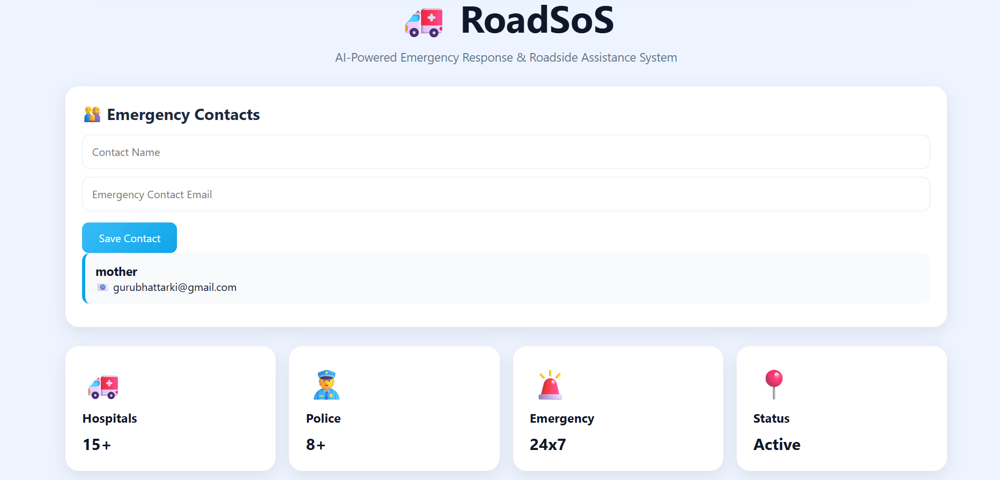 RoadSoS
AI-Powered Emergency Response & Roadside Assistance System
Emergency Contacts
Contact Name
Emergency Contact Email
Save Contact
mother
gurubhattarki@gmail.com
Hospitals
15+
Police
8+
Emergency
24x7
Status
Active